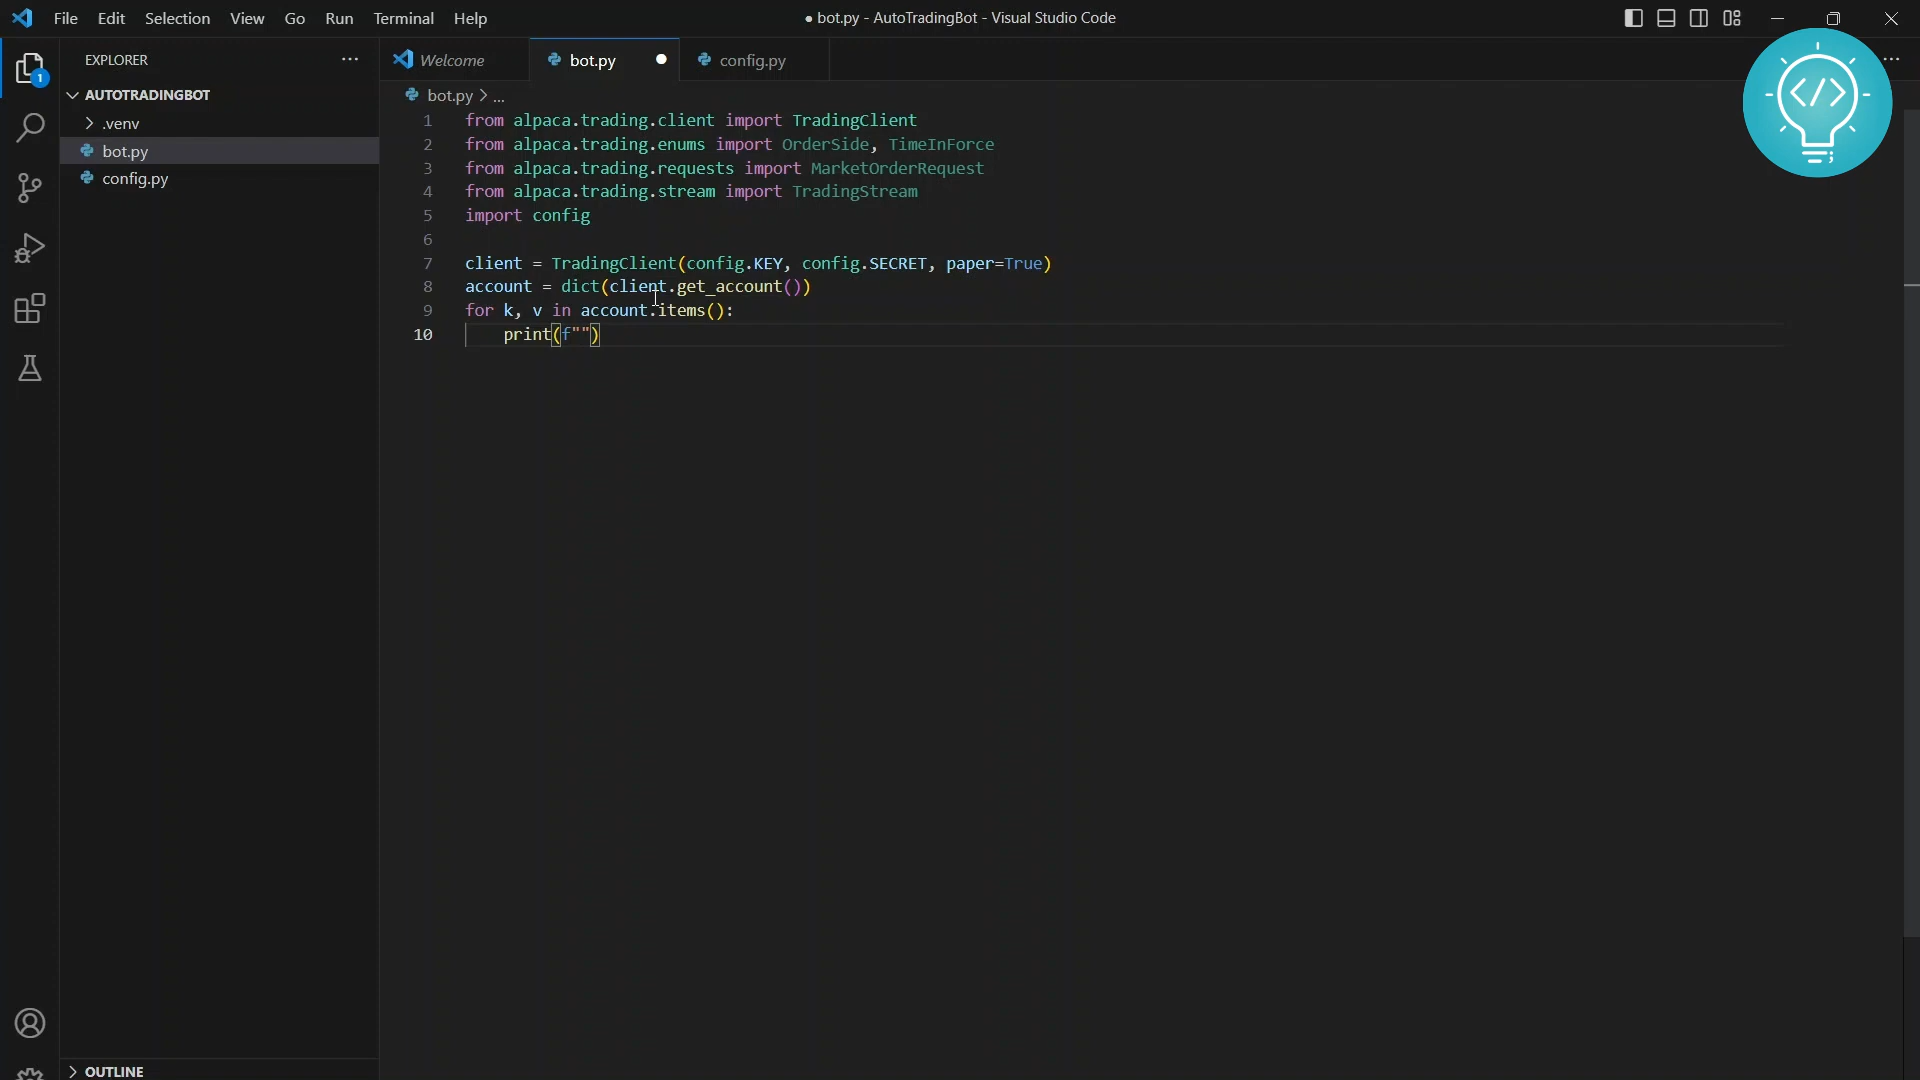 File Edit Selection View Go Run Terminal Help
● bot.py - AutoTradingBot - Visual Studio Code
EXPLORER
1
AUTOTRADINGBOT
.venv
bot.py
config.py
OUTLINE
Welcome
bot.py
config.py
bot.py > ...
1 from alpaca.trading.client import TradingClient
2 from alpaca.trading.enums import OrderSide, TimeInForce
3 from alpaca.trading.requests import MarketOrderRequest
4 from alpaca.trading.stream import TradingStream
5 import config
6
7 client = TradingClient(config.KEY, config.SECRET, paper=True)
8 account = dict(client.get_account())
9 for k, v in account.items():
10 print(f"")
</>
;